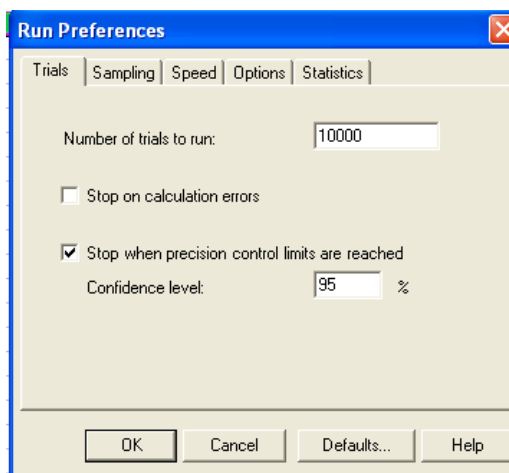 Run Preferences
Trials Sampling Speed Options Statistics
Number of trials to run: 10000
Stop on calculation errors
Stop when precision control limits are reached
Confidence level: 95 %
OK Cancel Defaults... Help